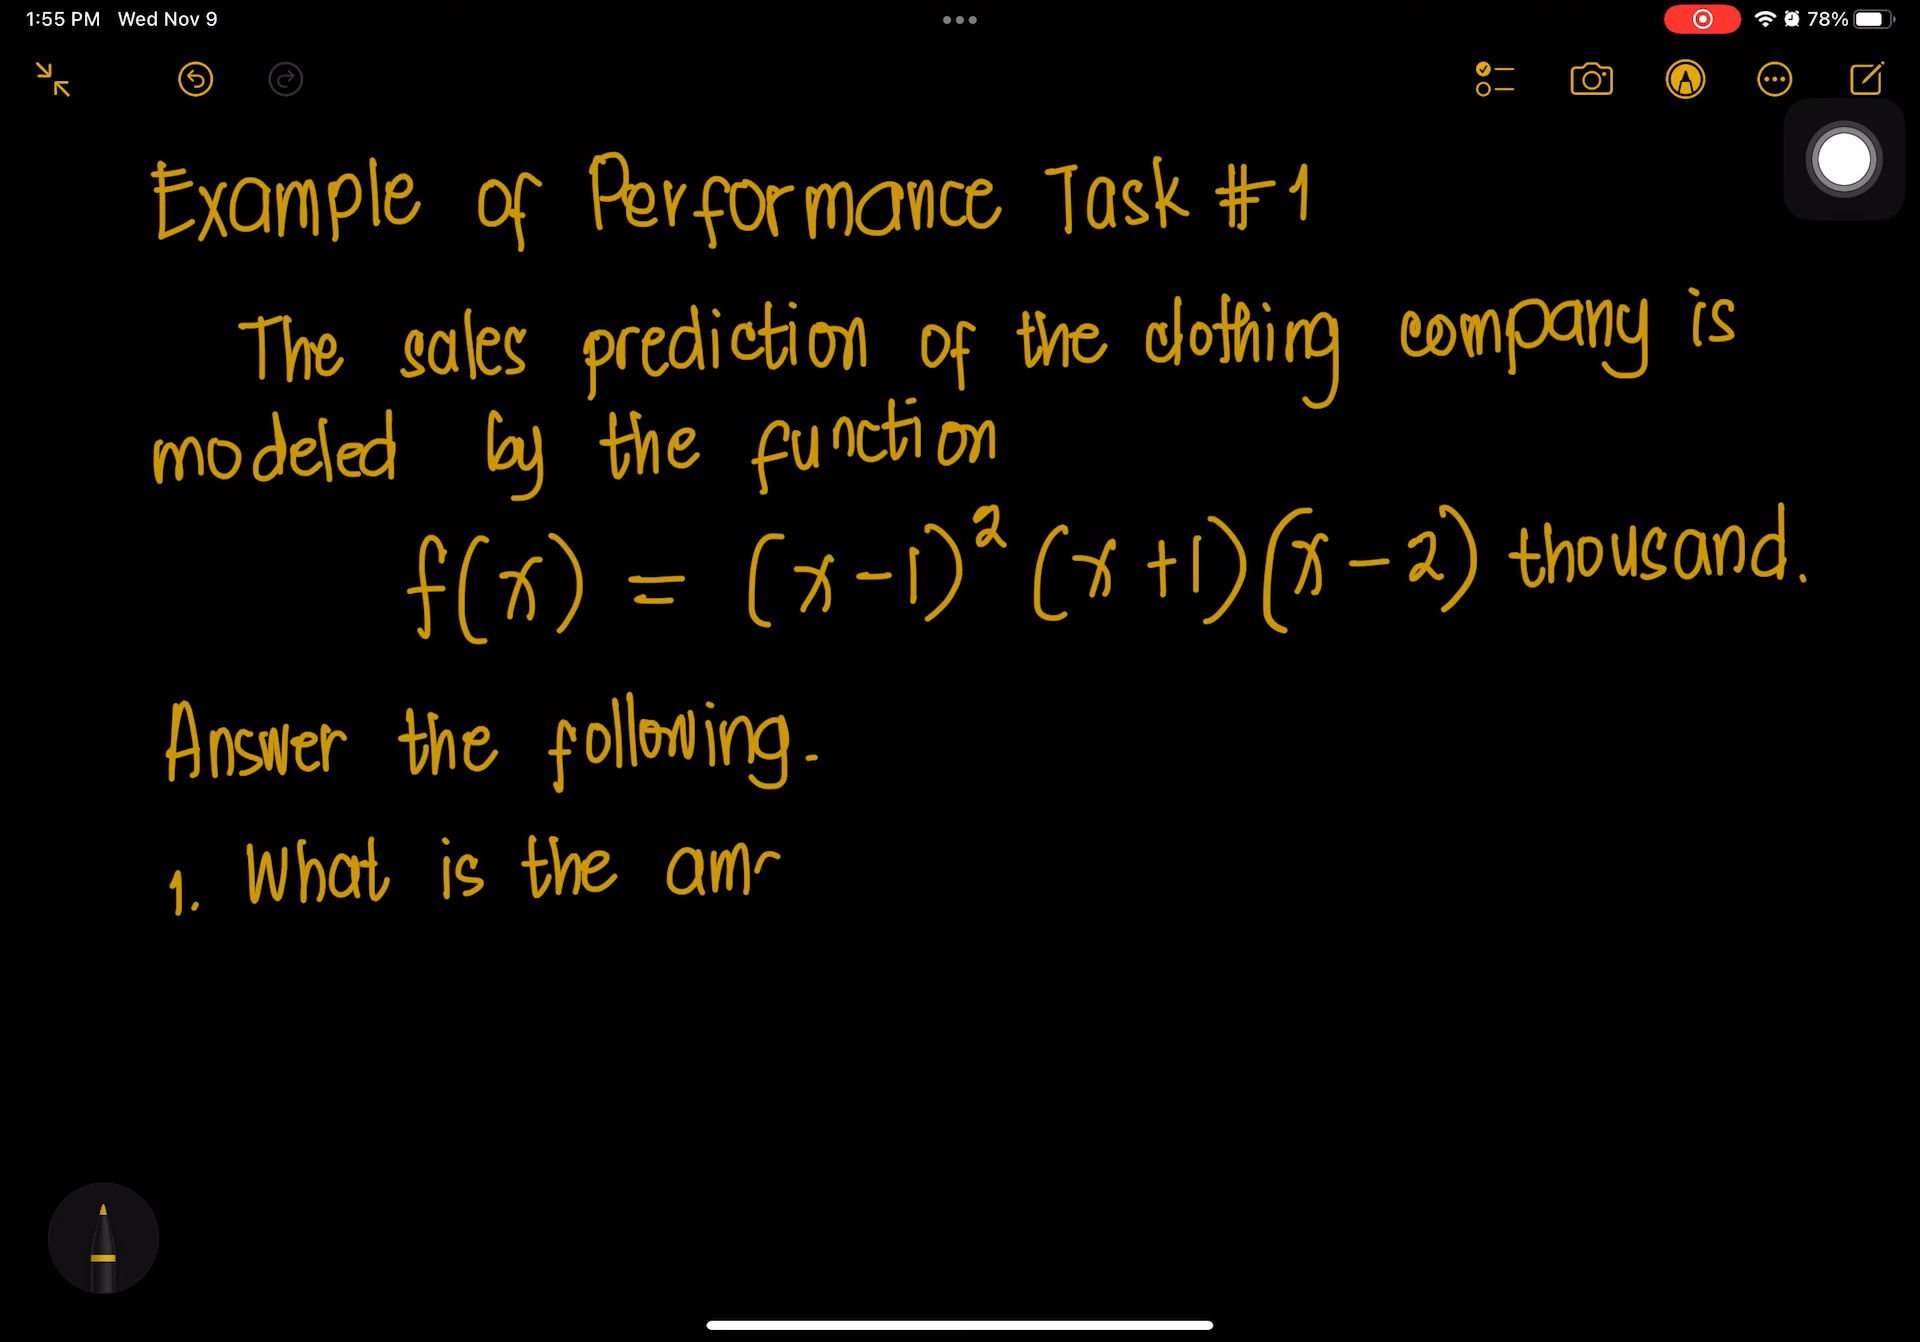 1:55 PM Wed Nov 9
78%
Example of Performance Task #1
The sales prediction of the clothing company is
modeled by the function
f(x) = (x-1)² (x+1)(x-2) thousand.
Answer the following.
1. What is the am